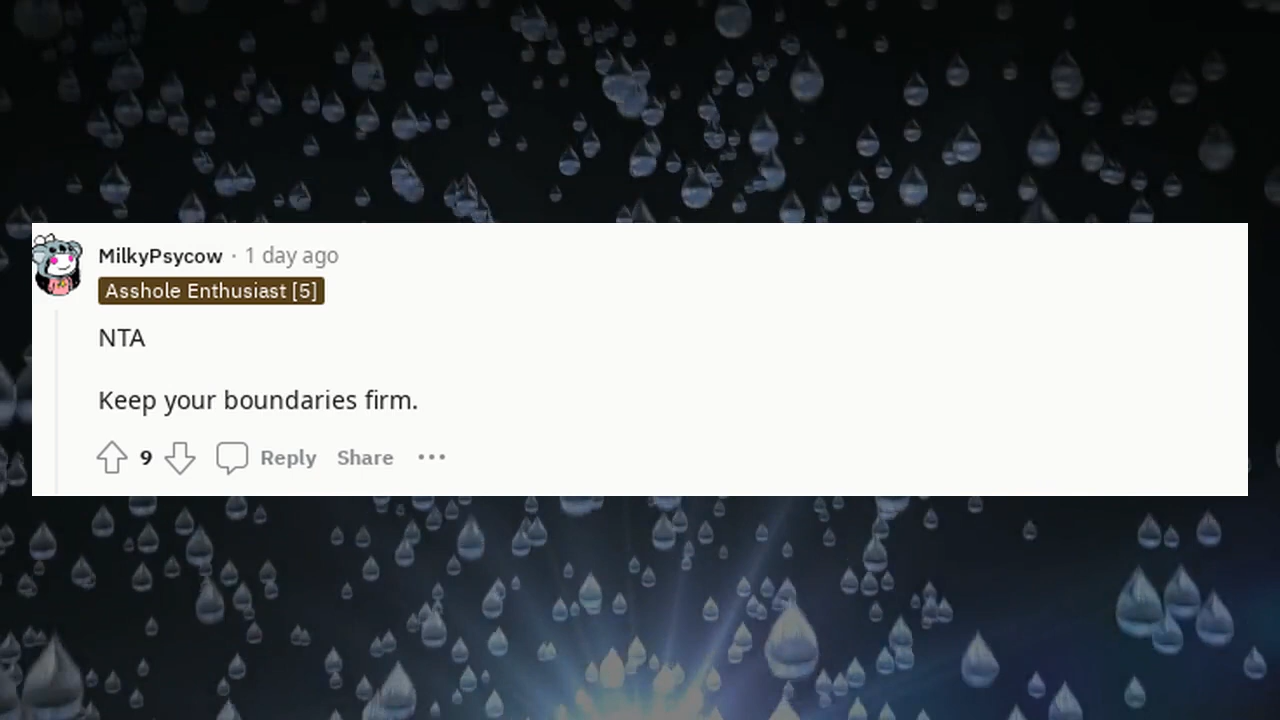 MilkyPsycow · 1 day ago
Asshole Enthusiast [5]
NTA
Keep your boundaries firm.
9 Reply Share ···